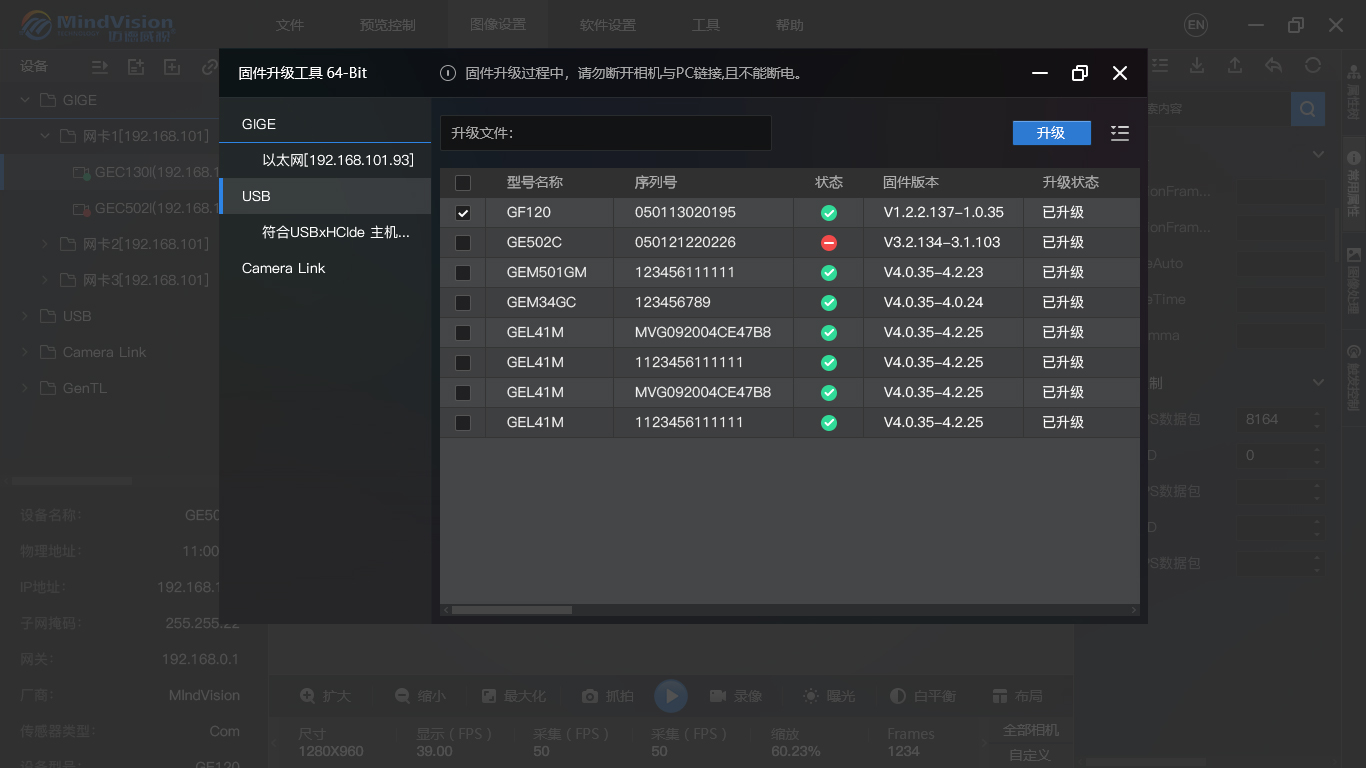 MindVision
文件 预览控制 图像设置 软件设置 工具 帮助 EN
设备
固件升级工具 64-Bit
固件升级过程中，请勿断开相机与PC链接,且不能断电。
GIGE
网卡1[192.168.101]
GEC130I(192.168.1
GEC502I(192.168.1
网卡2[192.168.101]
网卡3[192.168.101]
USB
Camera Link
GenTL
GIGE
以太网[192.168.101.93]
USB
符合USBxHCIde 主机...
Camera Link
升级文件: 升级
型号名称 序列号 状态 固件版本 升级状态
GF120 050113020195 V1.2.2.137-1.0.35 已升级
GE502C 050121220226 V3.2.134-3.1.103 已升级
GEM501GM 123456111111 V4.0.35-4.2.23 已升级
GEM34GC 123456789 V4.0.35-4.0.24 已升级
GEL41M MVG092004CE47B8 V4.0.35-4.2.25 已升级
GEL41M 1123456111111 V4.0.35-4.2.25 已升级
GEL41M MVG092004CE47B8 V4.0.35-4.2.25 已升级
GEL41M 1123456111111 V4.0.35-4.2.25 已升级
索内容
ionFram...
ionFram...
eAuto
eTime
mma
制
PS数据包 8164
D 0
PS数据包
D
PS数据包
属性树
常用属性
图像处理
触发控制
设备名称: GE50
物理地址: 11:00
IP地址: 192.168.1
子网掩码: 255.255.22
网关: 192.168.0.1
厂商: MIndVision
传感器类型: Com
设备型号: GE120
扩大 缩小 最大化 抓拍 录像 曝光 白平衡 布局
尺寸 显示 ( FPS ) 采集 ( FPS ) 采集 ( FPS ) 缩放 Frames 全部相机
1280X960 39.00 50 50 60.23% 1234 自定义